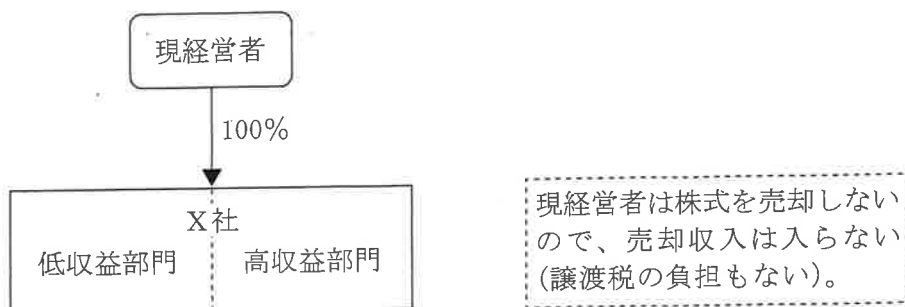 現経営者
100%
X社
低収益部門
高収益部門
現経営者は株式を売却しない
ので、売却収入は入らない
(譲渡税の負担もない)。